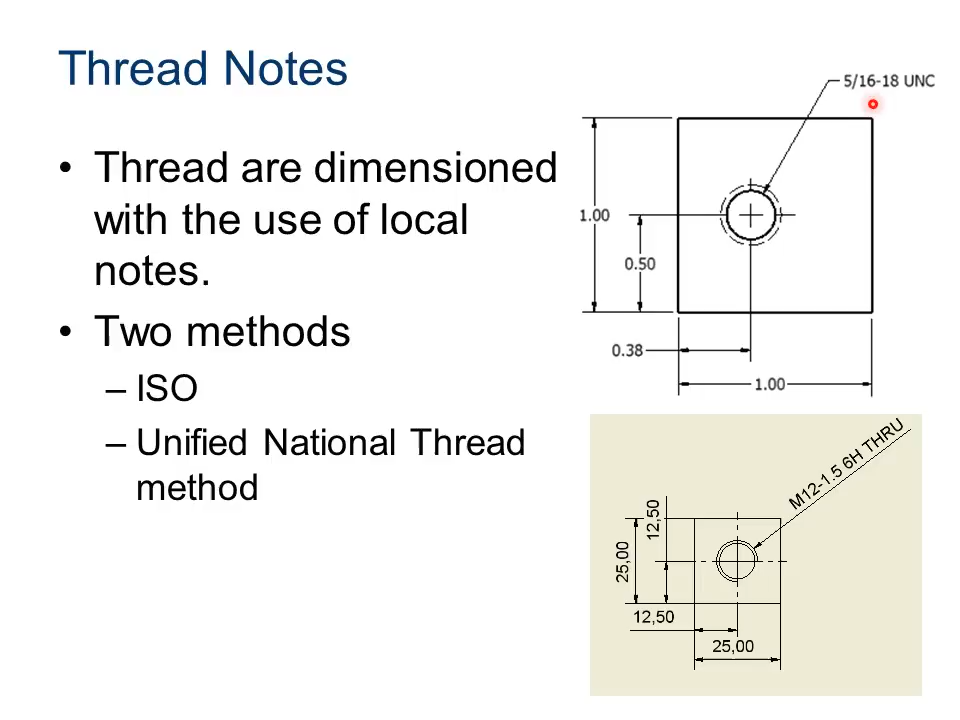 Thread Notes
• Thread are dimensioned
with the use of local
notes.
• Two methods
– ISO
– Unified National Thread
method
5/16-18 UNC
1.00
0.50
0.38
1.00
M12-1.5 6H THRU
12,50
25,00
12,50
25,00